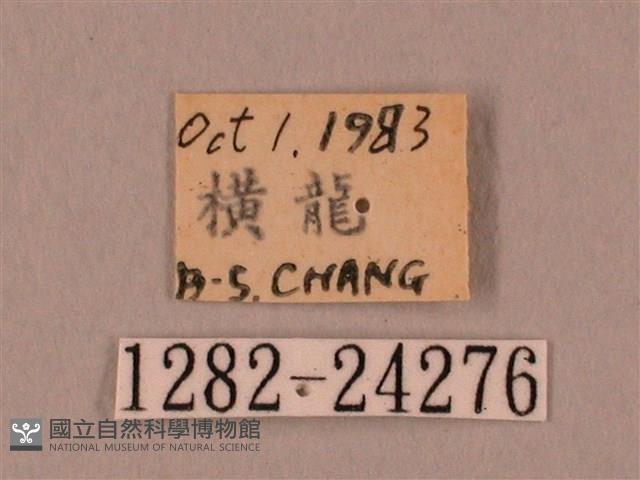 Oct 1. 1983
橫龍
B-S. CHANG
1282-24276
國立自然科學博物館
NATIONAL MUSEUM OF NATURAL SCIENCE